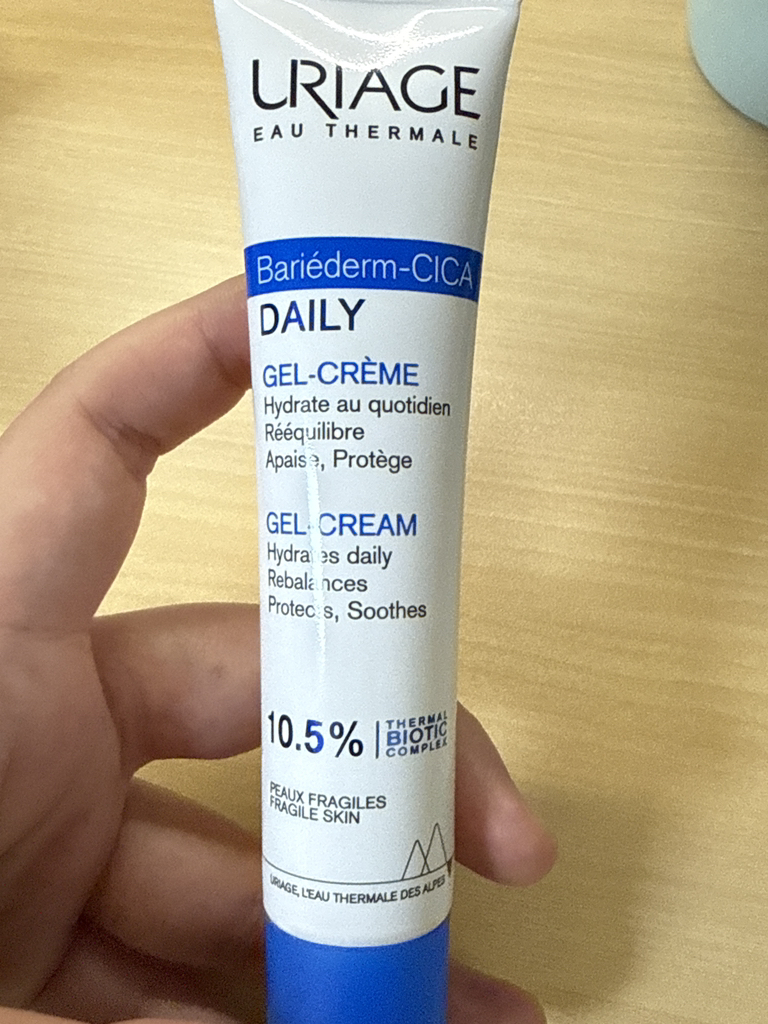 URIAGE
EAU THERMALE
Bariéderm-CICA
DAILY
GEL-CRÈME
Hydrate au quotidien
Rééquilibre
Apaise, Protège
GEL-CREAM
Hydrates daily
Rebalances
Protects, Soothes
10.5% | THERMAL
BIOTIC
COMPLEX
PEAUX FRAGILES
FRAGILE SKIN
URIAGE, L'EAU THERMALE DES ALPES